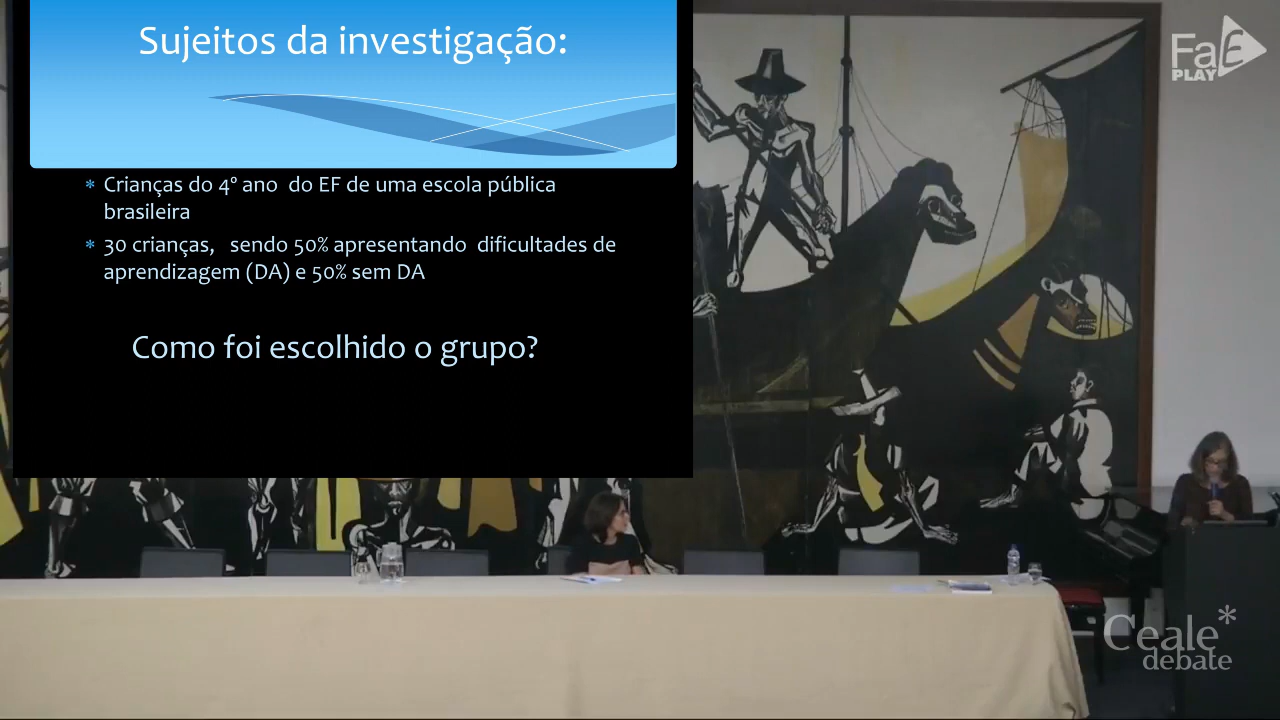 Sujeitos da investigação:
* Crianças do 4º ano do EF de uma escola pública
brasileira
* 30 crianças, sendo 50% apresentando dificultades de
aprendizagem (DA) e 50% sem DA
Como foi escolhido o grupo?
FaE
PLAY
Ceale*
debate